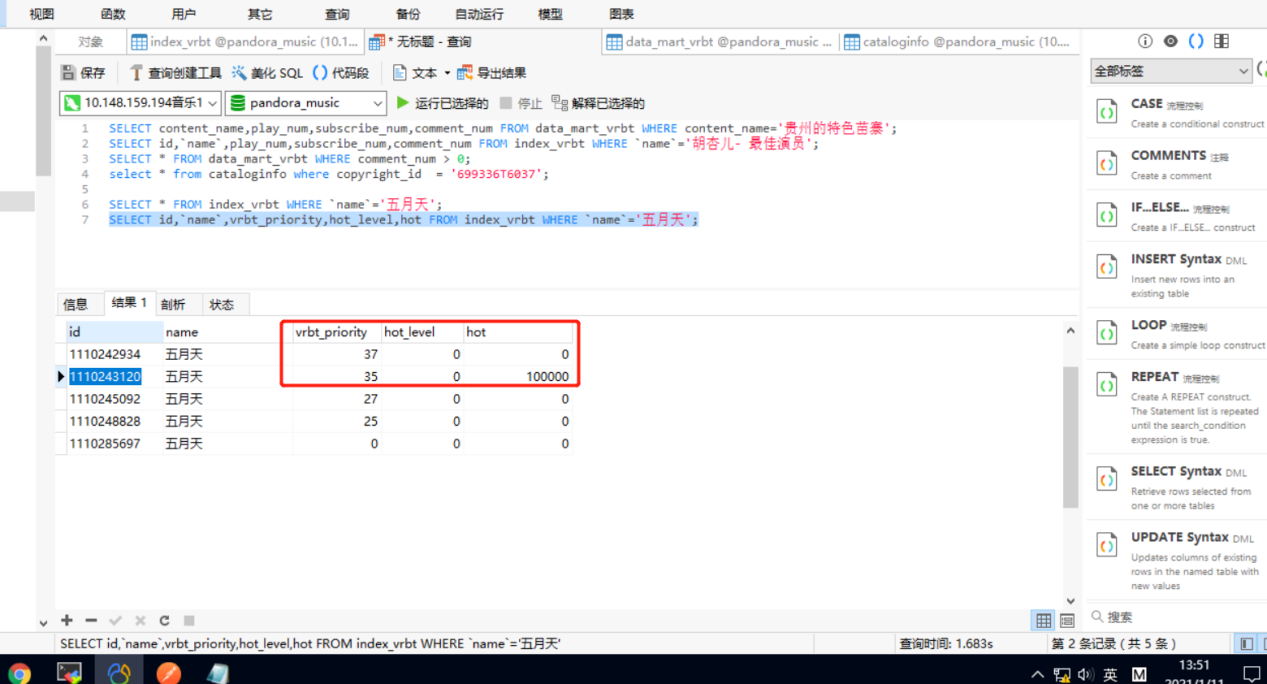 视图 函数 用户 其它 查询 备份 自动运行 模型 图表
对象 index_vrbt @pandora_music (10.1... * 无标题 - 查询 data_mart_vrbt @pandora_music ... cataloginfo @pandora_music (10....
保存 查询创建工具 美化 SQL 代码段 文本 导出结果
10.148.159.194音乐1 pandora_music 运行已选择的 停止 解释已选择的
1 SELECT content_name,play_num,subscribe_num,comment_num FROM data_mart_vrbt WHERE content_name='贵州的特色苗寨';
2 SELECT id,`name`,play_num,subscribe_num,comment_num FROM index_vrbt WHERE `name`='胡杏儿- 最佳演员';
3 SELECT * FROM data_mart_vrbt WHERE comment_num > 0;
4 select * from cataloginfo where copyright_id  = '699336T6037';
5
6 SELECT * FROM index_vrbt WHERE `name`='五月天';
7 SELECT id,`name`,vrbt_priority,hot_level,hot FROM index_vrbt WHERE `name`='五月天';
信息 结果 1 剖析 状态
id name vrbt_priority hot_level hot
1110242934 五月天 37 0 0
1110243120 五月天 35 0 100000
1110245092 五月天 27 0 0
1110248828 五月天 25 0 0
1110285697 五月天 0 0 0
SELECT id,`name`,vrbt_priority,hot_level,hot FROM index_vrbt WHERE `name`='五月天' 查询时间: 1.683s 第 2 条记录 ( 共 5 条 )
全部标签
CASE 流程控制
Create a conditional construct
COMMENTS 注释
Create a comment
IF...ELSE... 流程控制
Create a IF...ELSE... construct
INSERT Syntax DML
Insert new rows into an
existing table
LOOP 流程控制
Create a simple loop construct
REPEAT 流程控制
Create A REPEAT construct.
The Statement list is repeated
until the search_condition
expression is true.
SELECT Syntax DML
Retrieve rows selected from
one or more tables
UPDATE Syntax DML
Updates columns of existing
rows in the named table with
new values
搜索
英 M 13:51
2021/1/11